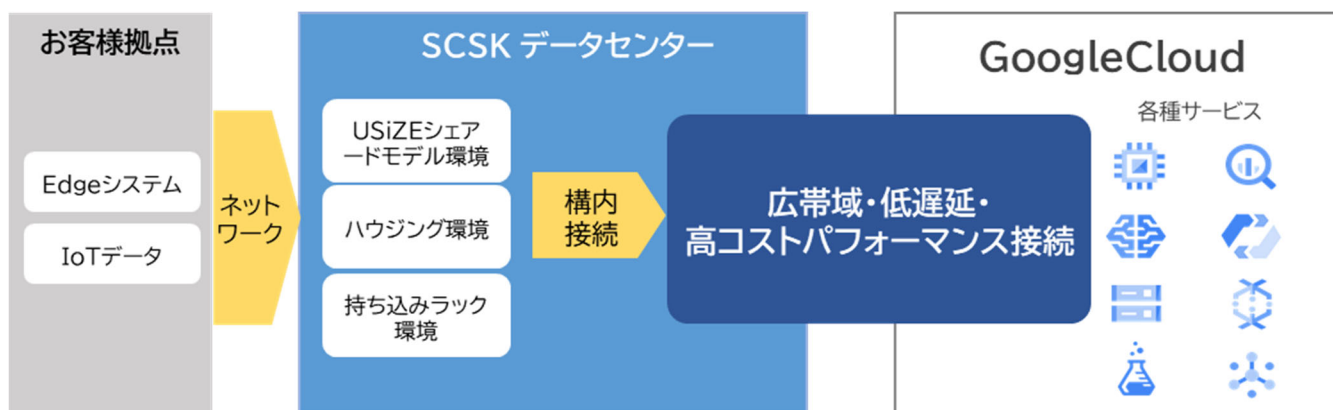 お客様拠点
Edgeシステム
IoTデータ
ネット
ワーク
SCSK データセンター
USiZEシェア
ードモデル環境
ハウジング環境
持ち込みラック
環境
構内
接続
広帯域・低遅延・
高コストパフォーマンス接続
GoogleCloud
各種サービス